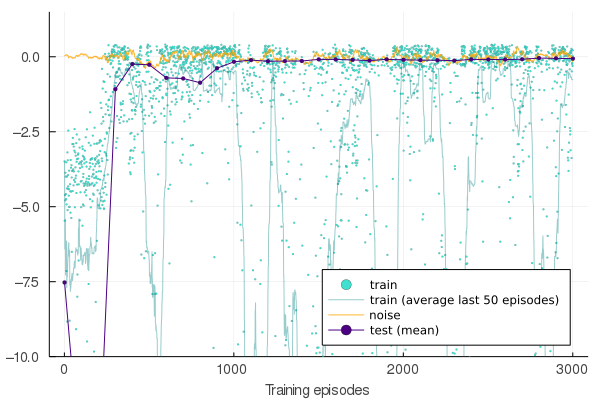 0.0
−2.5
−5.0
−7.5
−10.0
train
train (average last 50 episodes)
noise
test (mean)
0
1000
2000
3000
Training episodes